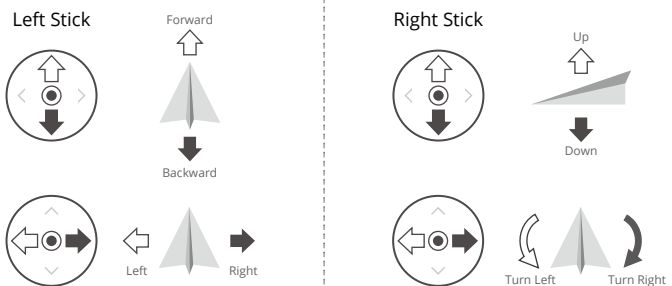 Left Stick
Forward
Backward
Left
Right
Right Stick
Up
Down
Turn Left
Turn Right